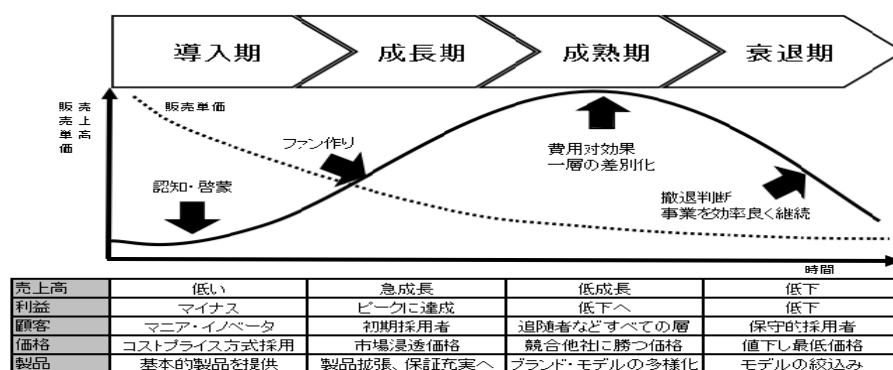 導入期 成長期 成熟期 衰退期
売上高
販売単価
販売単価
ファン作り
認知・啓蒙
費用対効果
一層の差別化
撤退判断
事業を効率良く継続
時間
売上高 低い 急成長 低成長 低下
利益 マイナス ピークに達成 低下へ 低下
顧客 マニア・イノベータ 初期採用者 追随者などすべての層 保守的採用者
価格 コストプライス方式採用 市場浸透価格 競合他社に勝つ価格 値下し最低価格
製品 基本的製品を提供 製品拡張、保証充実へ ブランド・モデルの多様化 モデルの絞込み